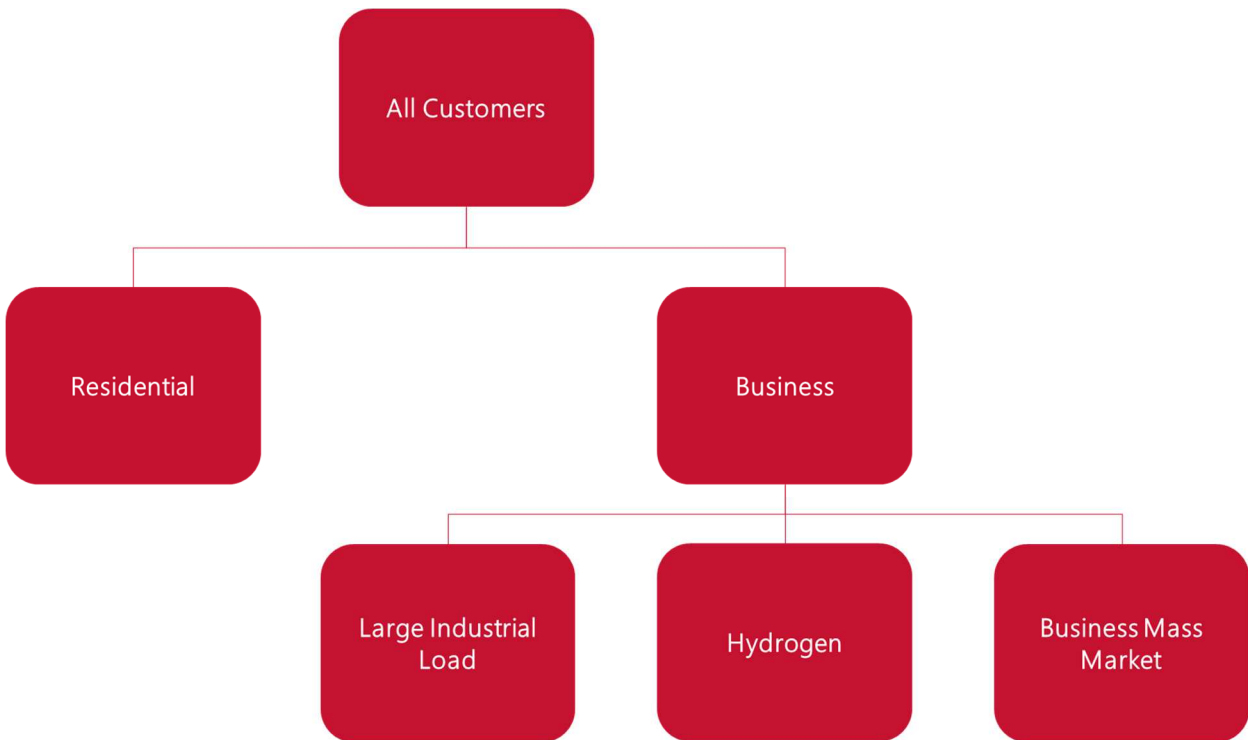 All Customers
Residential
Business
Large Industrial
Load
Hydrogen
Business Mass
Market